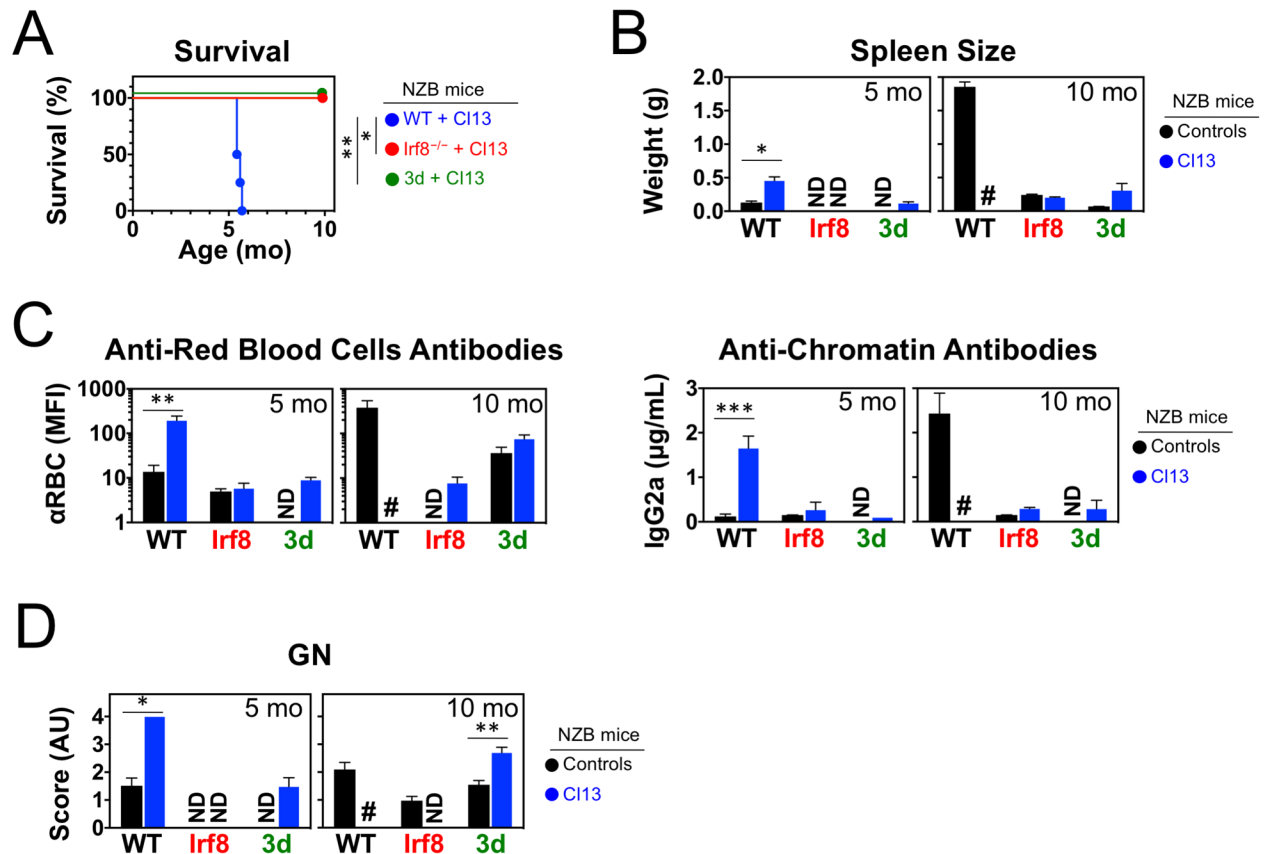 A
Survival
Survival (%)
100
50
0
0
5
10
Age (mo)
NZB mice
WT + Cl13
Irf8⁻/⁻ + Cl13
3d + Cl13
*
**
B
Spleen Size
Weight (g)
2.0
1.5
1.0
0.5
0.0
5 mo
10 mo
*
ND
ND
ND
#
WT
Irf8
3d
WT
Irf8
3d
NZB mice
Controls
Cl13
C
Anti-Red Blood Cells Antibodies
αRBC (MFI)
1000
100
10
1
5 mo
10 mo
**
ND
#
ND
WT
Irf8
3d
WT
Irf8
3d
Anti-Chromatin Antibodies
IgG2a (µg/mL)
3
2
1
0
5 mo
10 mo
***
ND
#
ND
WT
Irf8
3d
WT
Irf8
3d
NZB mice
Controls
Cl13
D
GN
Score (AU)
4
3
2
1
0
5 mo
10 mo
*
**
ND
ND
ND
#
ND
WT
Irf8
3d
WT
Irf8
3d
NZB mice
Controls
Cl13